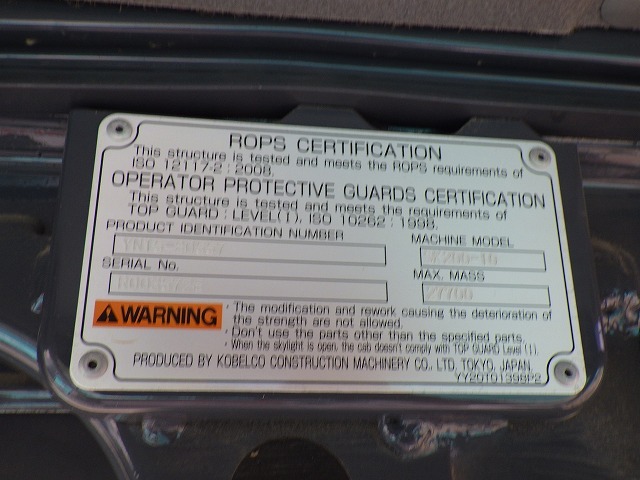 ROPS CERTIFICATION
This structure is tested and meets the ROPS requirements of
ISO 12117-2 : 2008.
OPERATOR PROTECTIVE GUARDS CERTIFICATION
This structure is tested and meets the requirements of
TOP GUARD : LEVEL(I), ISO 10262 : 1998.
PRODUCT IDENTIFICATION NUMBER
MACHINE MODEL
SERIAL No.
MAX. MASS
WARNING
· The modification and rework causing the deterioration of
the strength are not allowed.
· Don't use the parts other than the specified parts.
· When the skylight is open, the cab doesn't comply with TOP GUARD Level (I).
PRODUCED BY KOBELCO CONSTRUCTION MACHINERY CO., LTD. TOKYO, JAPAN.
YY20T01398P2